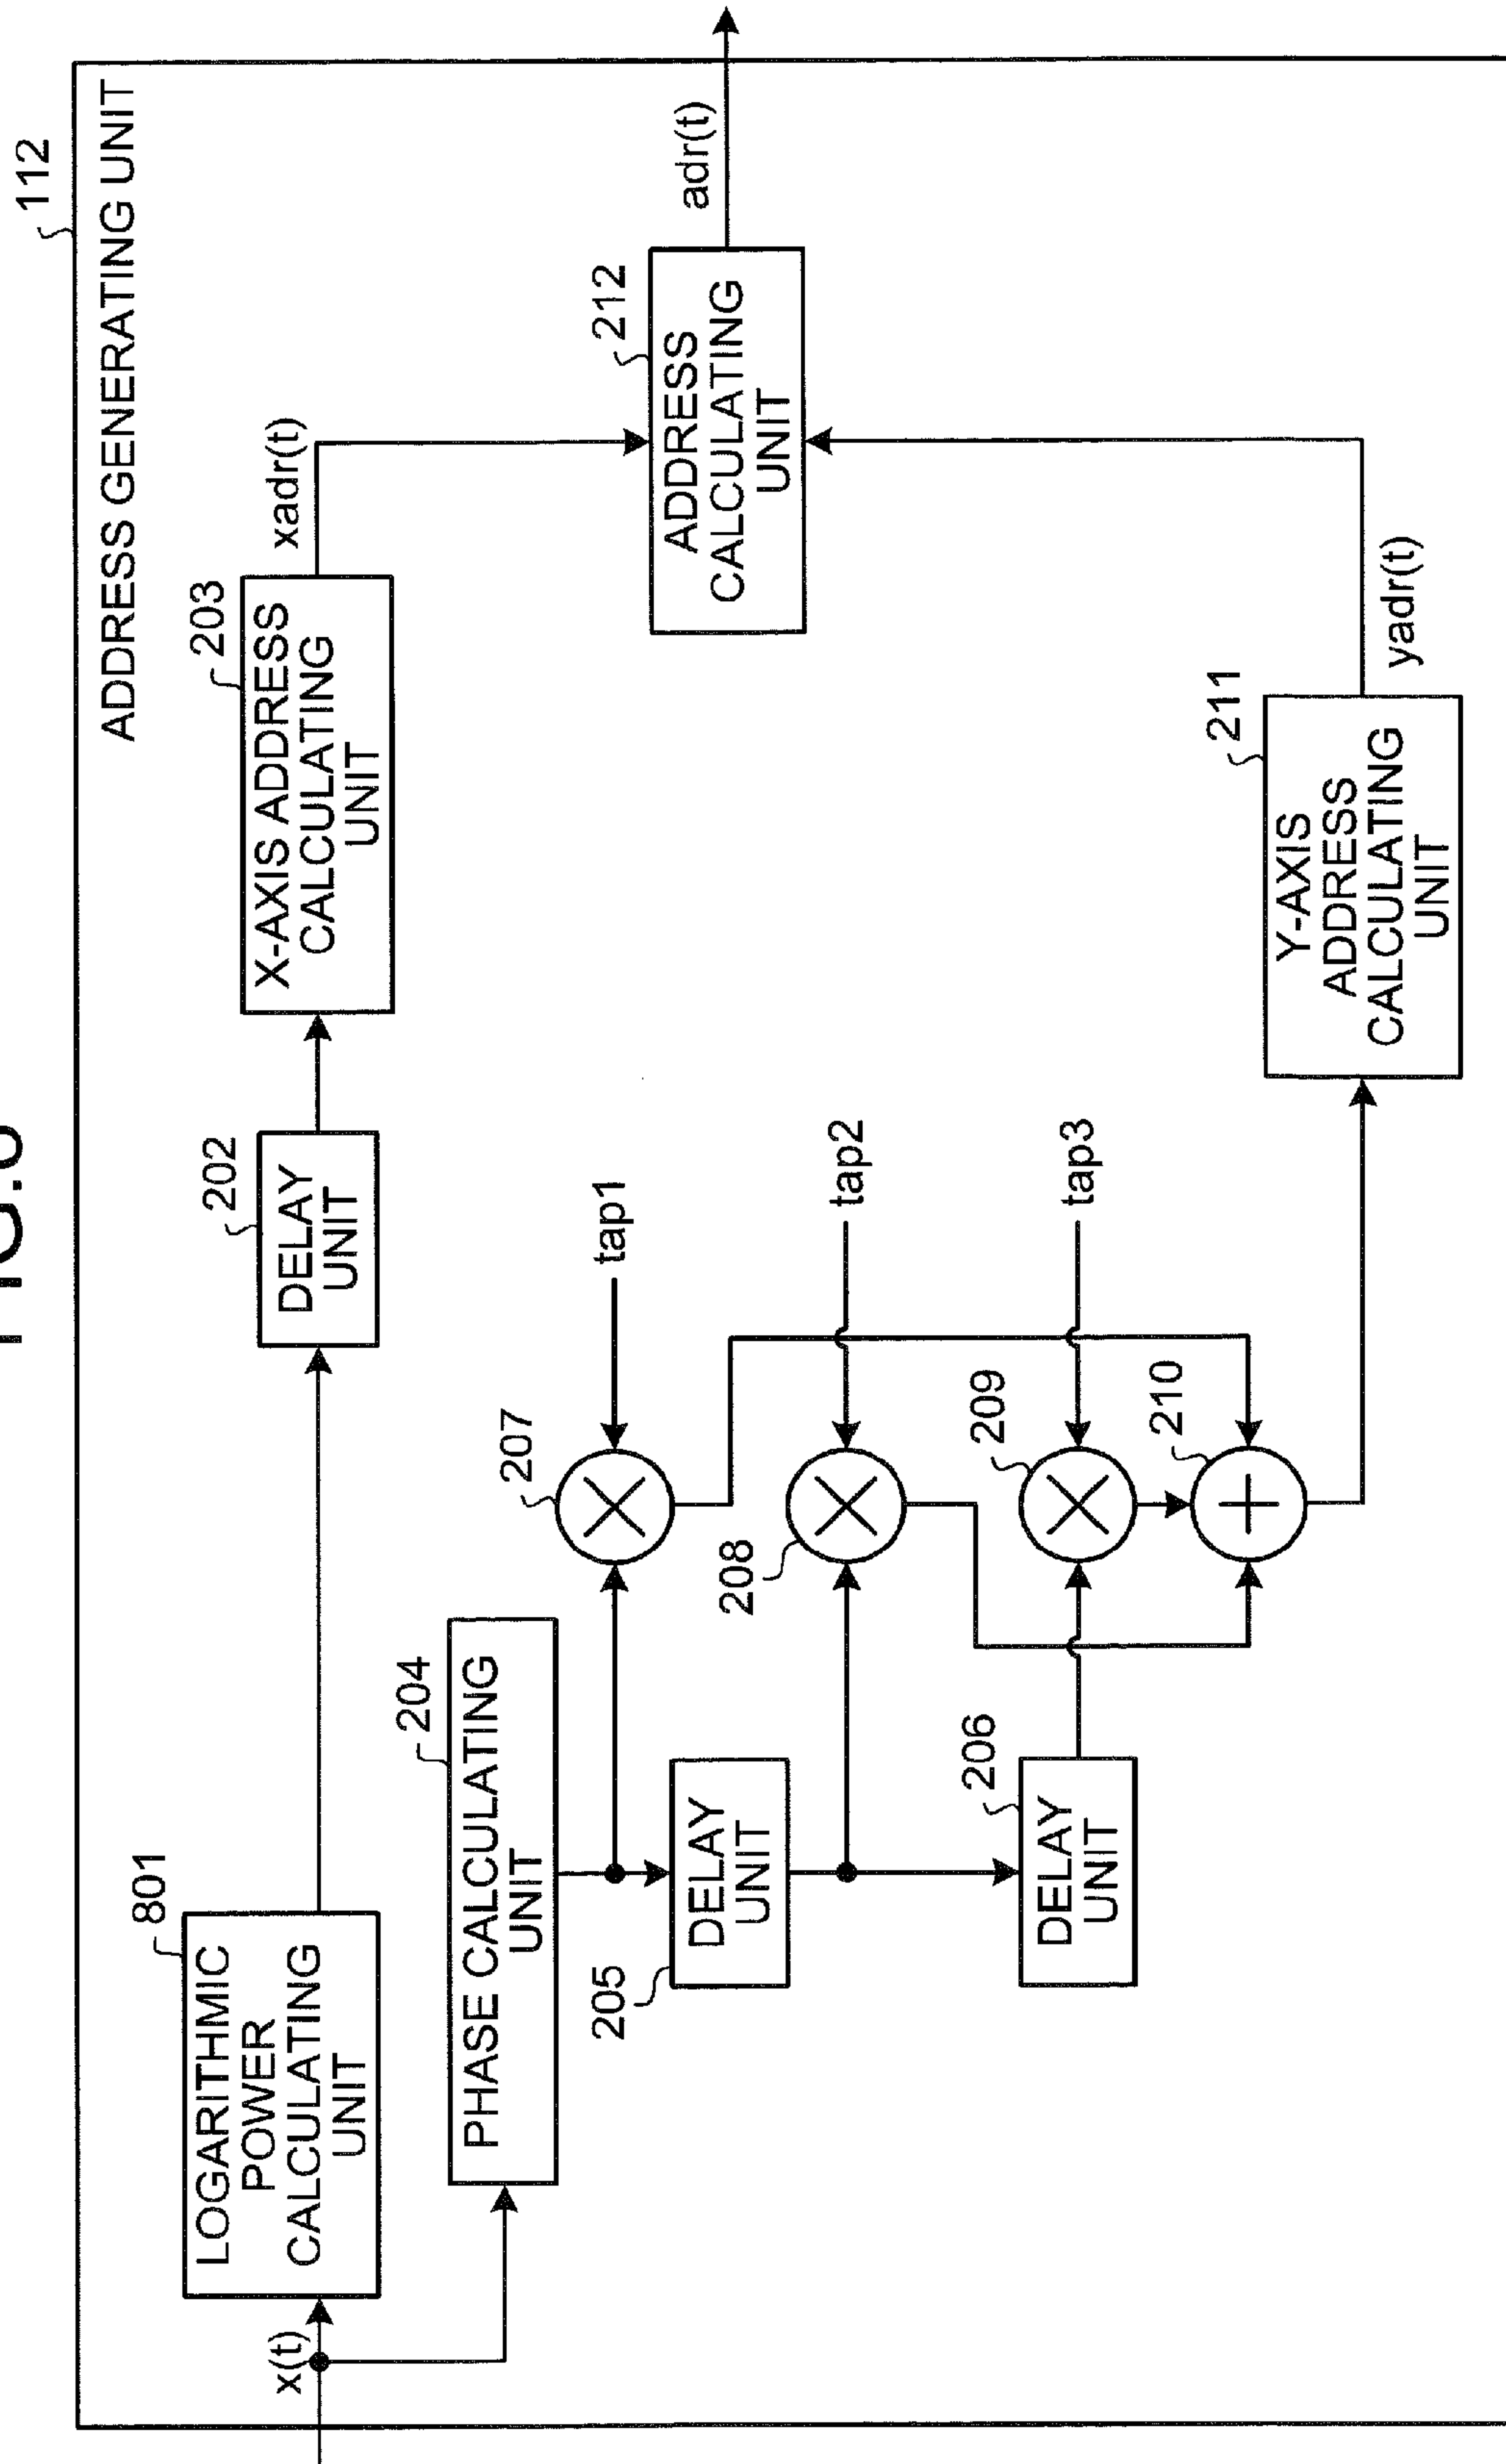 112
ADDRESS GENERATING UNIT
x(t)
801
LOGARITHMIC
POWER
CALCULATING
UNIT
202
DELAY
UNIT
203
X-AXIS ADDRESS
CALCULATING
UNIT
xadr(t)
204
PHASE CALCULATING
UNIT
207
tap1
205
DELAY
UNIT
208
tap2
206
DELAY
UNIT
209
tap3
210
211
Y-AXIS
ADDRESS
CALCULATING
UNIT
yadr(t)
212
ADDRESS
CALCULATING
UNIT
adr(t)